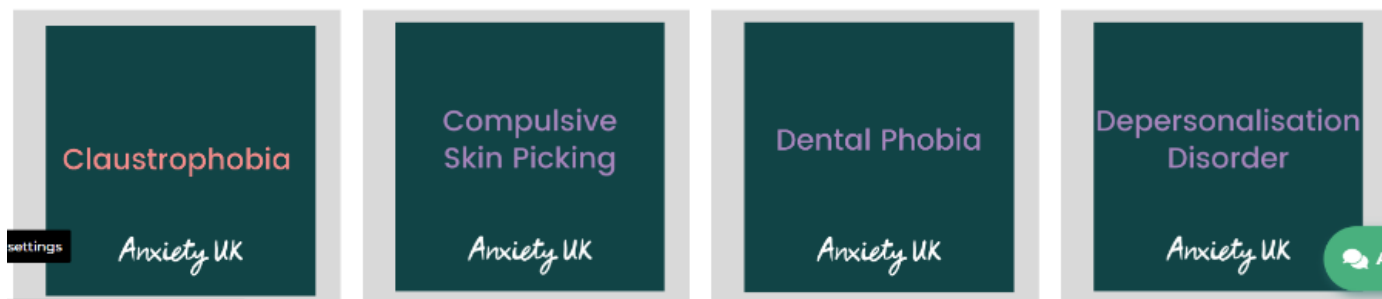 Claustrophobia
Anxiety UK
Compulsive
Skin Picking
Anxiety UK
Dental Phobia
Anxiety UK
Depersonalisation
Disorder
Anxiety UK
settings
A